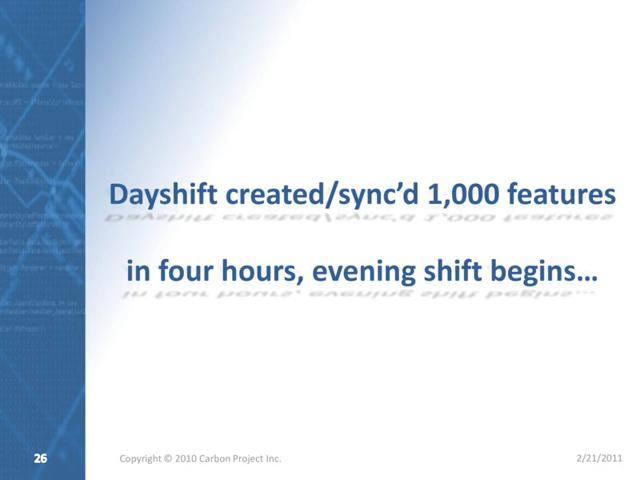 Dayshift created/sync’d 1,000 features
in four hours, evening shift begins…
26
Copyright © 2010 Carbon Project Inc.
2/21/2011